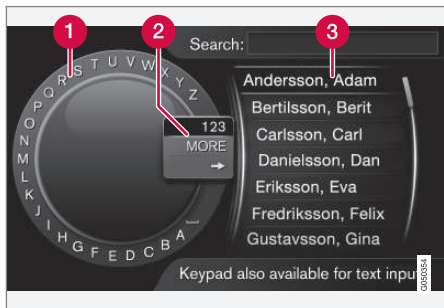 1
2
3
Search:
A B C D E F G H I J K L M N O P Q R S T U V W X Y Z
123
MORE
Andersson, Adam
Bertilsson, Berit
Carlsson, Carl
Danielsson, Dan
Eriksson, Eva
Fredriksson, Felix
Gustavsson, Gina
Keypad also available for text input
G050354